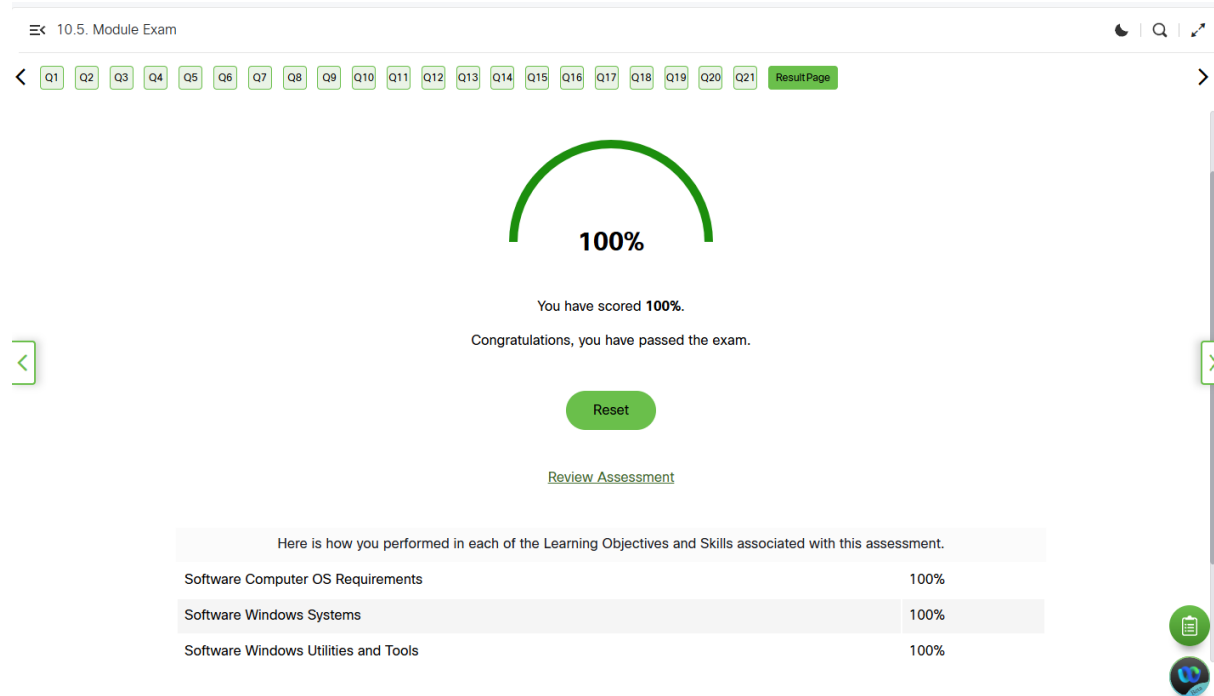 10.5. Module Exam
Q1 Q2 Q3 Q4 Q5 Q6 Q7 Q8 Q9 Q10 Q11 Q12 Q13 Q14 Q15 Q16 Q17 Q18 Q19 Q20 Q21 Result Page
100%
You have scored 100%.
Congratulations, you have passed the exam.
Reset
Review Assessment
Here is how you performed in each of the Learning Objectives and Skills associated with this assessment.
Software Computer OS Requirements 100%
Software Windows Systems 100%
Software Windows Utilities and Tools 100%